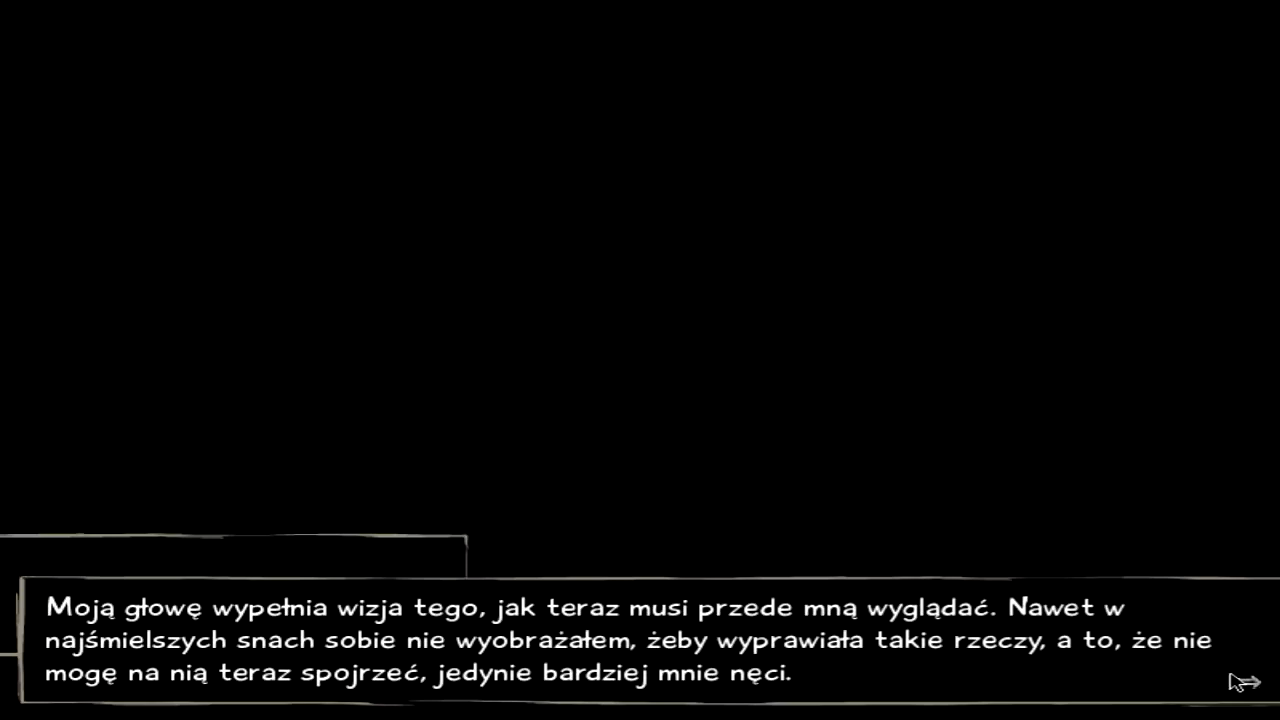 Moją głowę wypełnia wizja tego, jak teraz musi przede mną wyglądać. Nawet w
najśmielszych snach sobie nie wyobrażałem, żeby wyprawiała takie rzeczy, a to, że nie
mogę na nią teraz spojrzeć, jedynie bardziej mnie nęci.